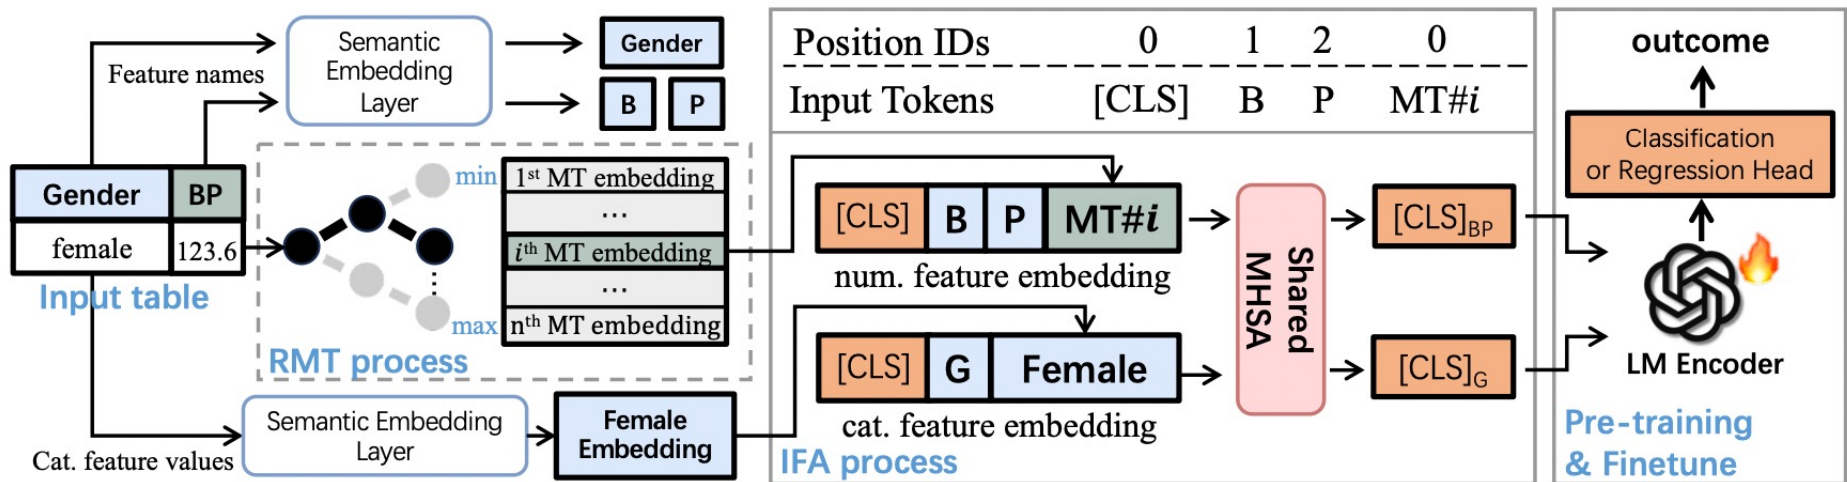 Feature names
Semantic
Embedding
Layer
Gender
B P
Gender BP
female 123.6
Input table
min
max
1st MT embedding
...
ith MT embedding
...
nth MT embedding
RMT process
Cat. feature values
Semantic Embedding
Layer
Female
Embedding
Position IDs 0 1 2 0
Input Tokens [CLS] B P MT#i
[CLS] B P MT#i
num. feature embedding
[CLS] G Female
cat. feature embedding
Shared
MHSA
[CLS]BP
[CLS]G
IFA process
outcome
Classification
or Regression Head
LM Encoder
Pre-training
& Finetune